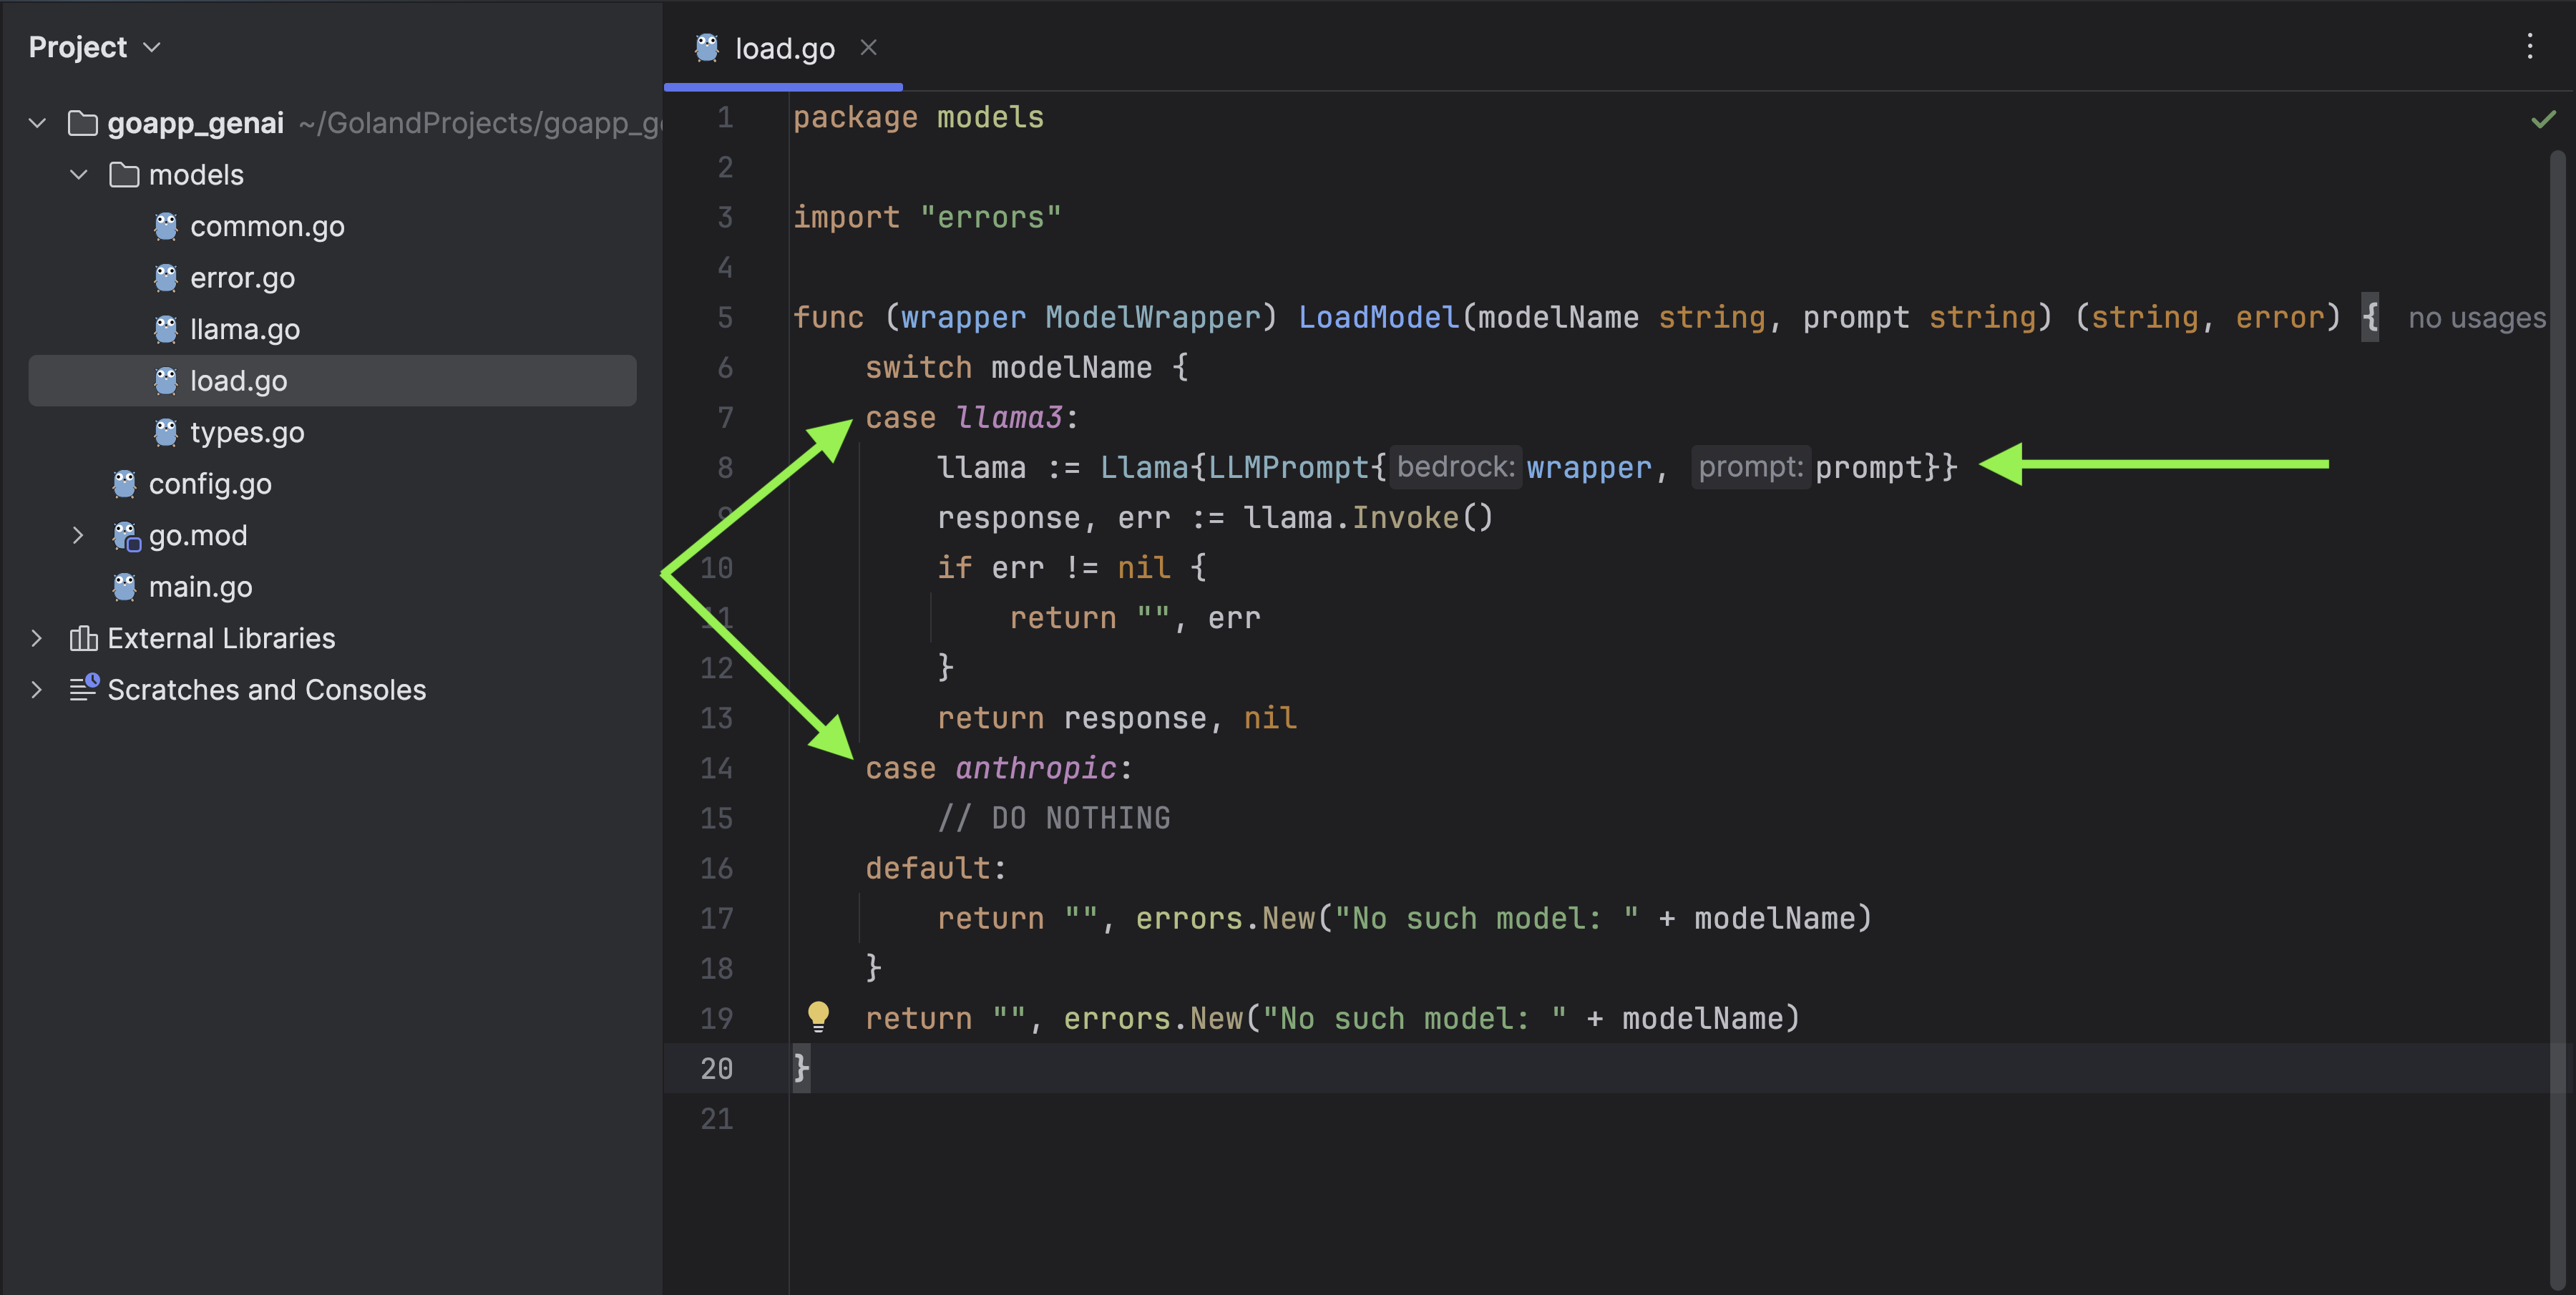 Project
goapp_genai ~/GolandProjects/goapp_g
models
common.go
error.go
llama.go
load.go
types.go
config.go
go.mod
main.go
External Libraries
Scratches and Consoles
load.go
1 package models
2
3 import "errors"
4
5 func (wrapper ModelWrapper) LoadModel(modelName string, prompt string) (string, error) { no usages
6 switch modelName {
7 case llama3:
8 llama := Llama{LLMPrompt{ bedrock: wrapper, prompt: prompt}}
9 response, err := llama.Invoke()
10 if err != nil {
11 return "", err
12 }
13 return response, nil
14 case anthropic:
15 // DO NOTHING
16 default:
17 return "", errors.New("No such model: " + modelName)
18 }
19 return "", errors.New("No such model: " + modelName)
20 }
21